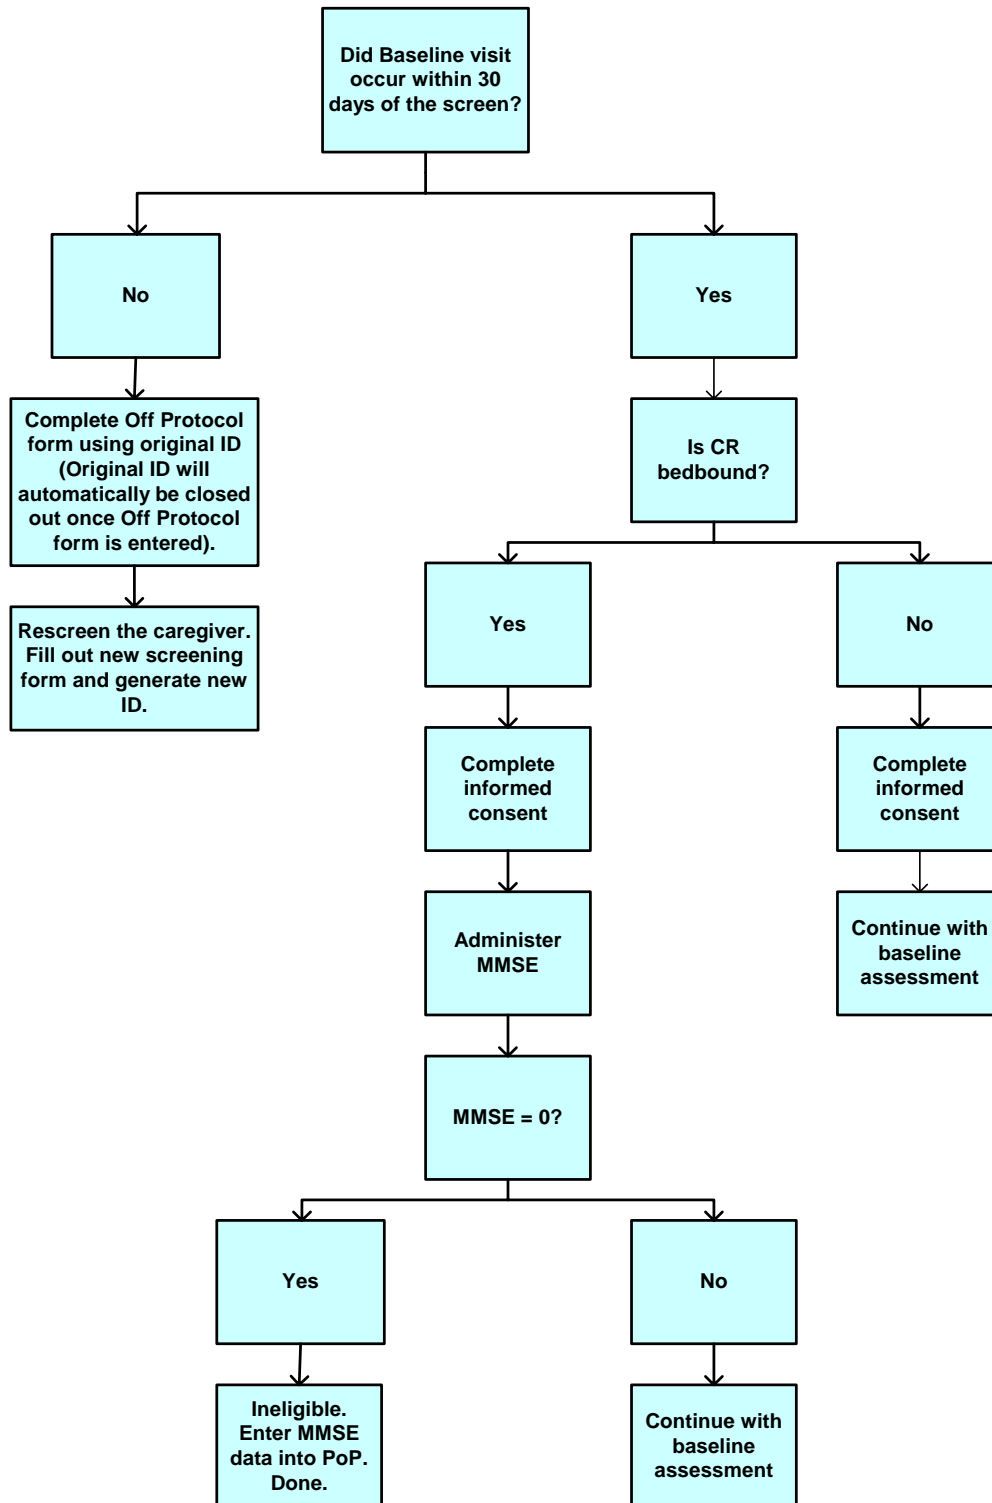 Did Baseline visit
occur within 30
days of the screen?
No
Yes
Complete Off Protocol
form using original ID
(Original ID will
automatically be closed
out once Off Protocol
form is entered).
Is CR
bedbound?
Rescreen the caregiver.
Fill out new screening
form and generate new
ID.
Yes
No
Complete
informed
consent
Complete
informed
consent
Administer
MMSE
Continue with
baseline
assessment
MMSE = 0?
Yes
No
Ineligible.
Enter MMSE
data into PoP.
Done.
Continue with
baseline
assessment